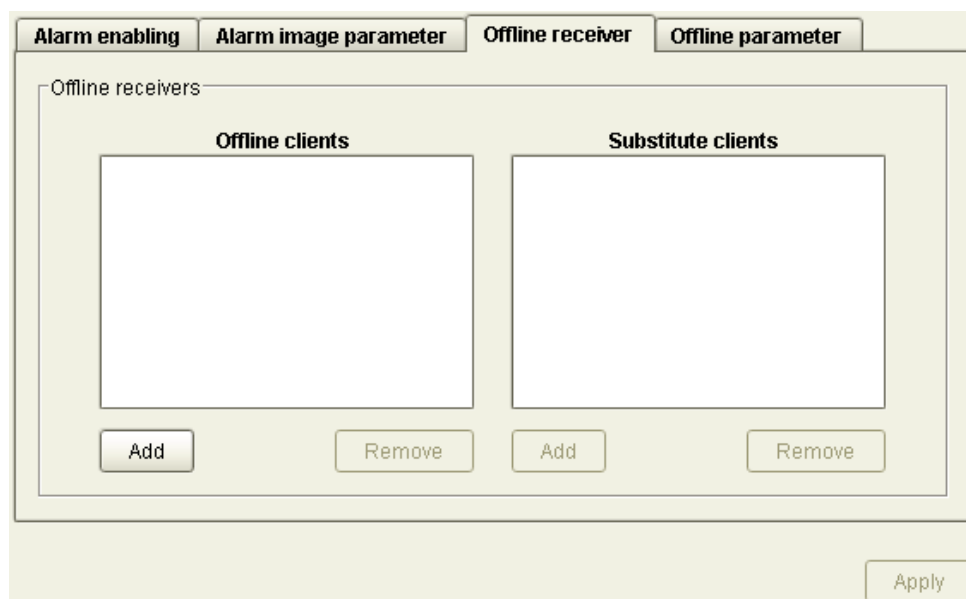 Alarm enabling Alarm image parameter Offline receiver Offline parameter
Offline receivers
Offline clients Substitute clients
Add Remove Add Remove
Apply